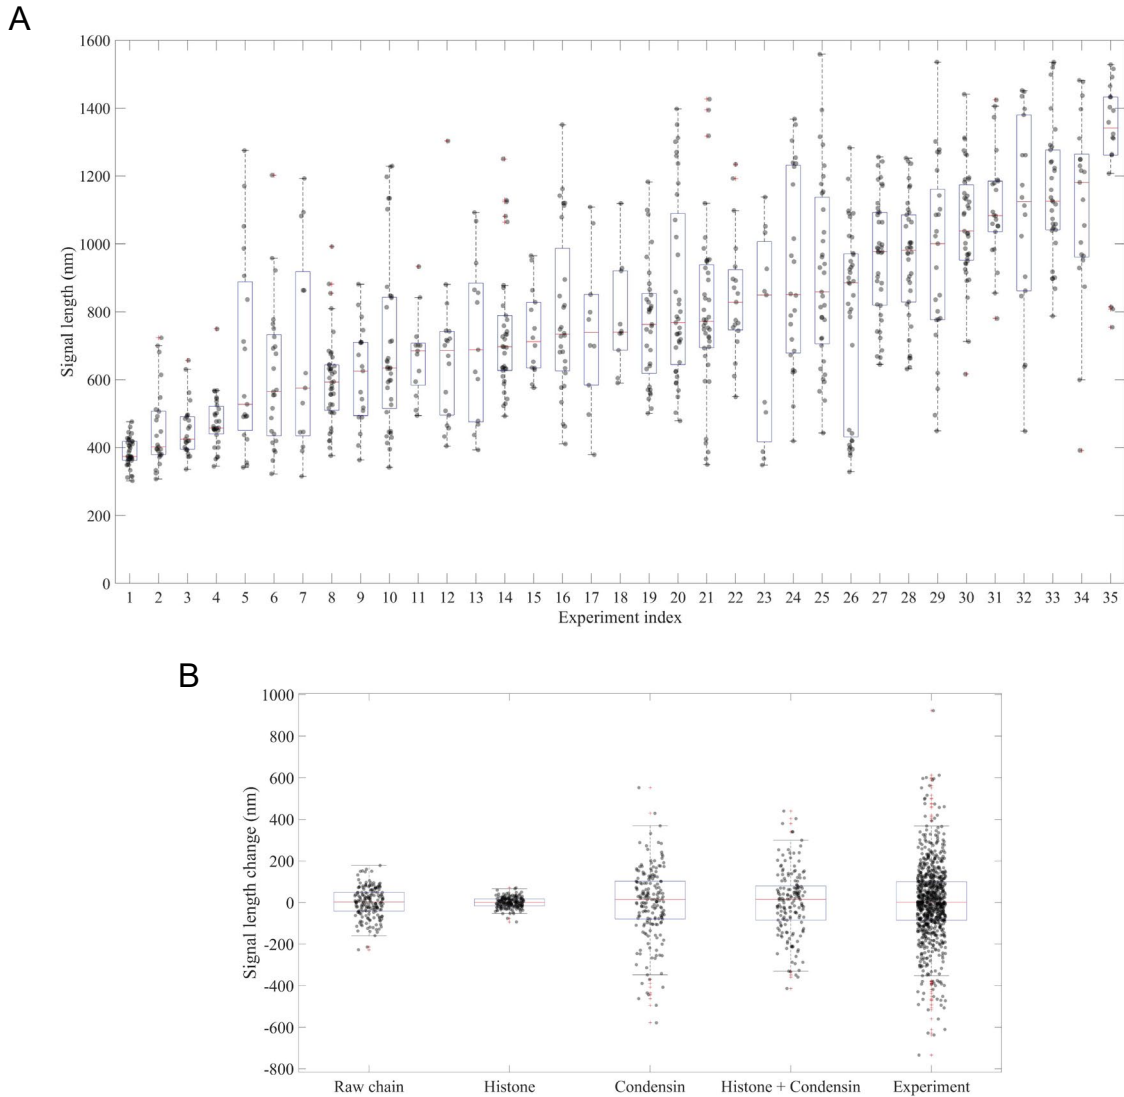 A
1600
1400
1200
1000
800
600
400
200
0
Signal length (nm)
1 2 3 4 5 6 7 8 9 10 11 12 13 14 15 16 17 18 19 20 21 22 23 24 25 26 27 28 29 30 31 32 33 34 35
Experiment index
B
1000
800
600
400
200
0
-200
-400
-600
-800
Signal length change (nm)
Raw chain Histone Condensin Histone + Condensin Experiment